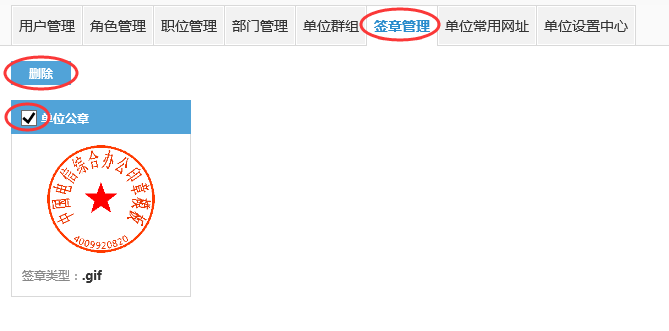 用户管理 角色管理 职位管理 部门管理 单位群组 签章管理 单位常用网址 单位设置中心
删除
单位公章
中国电信综合办公印章模板
4009920820
签章类型：.gif